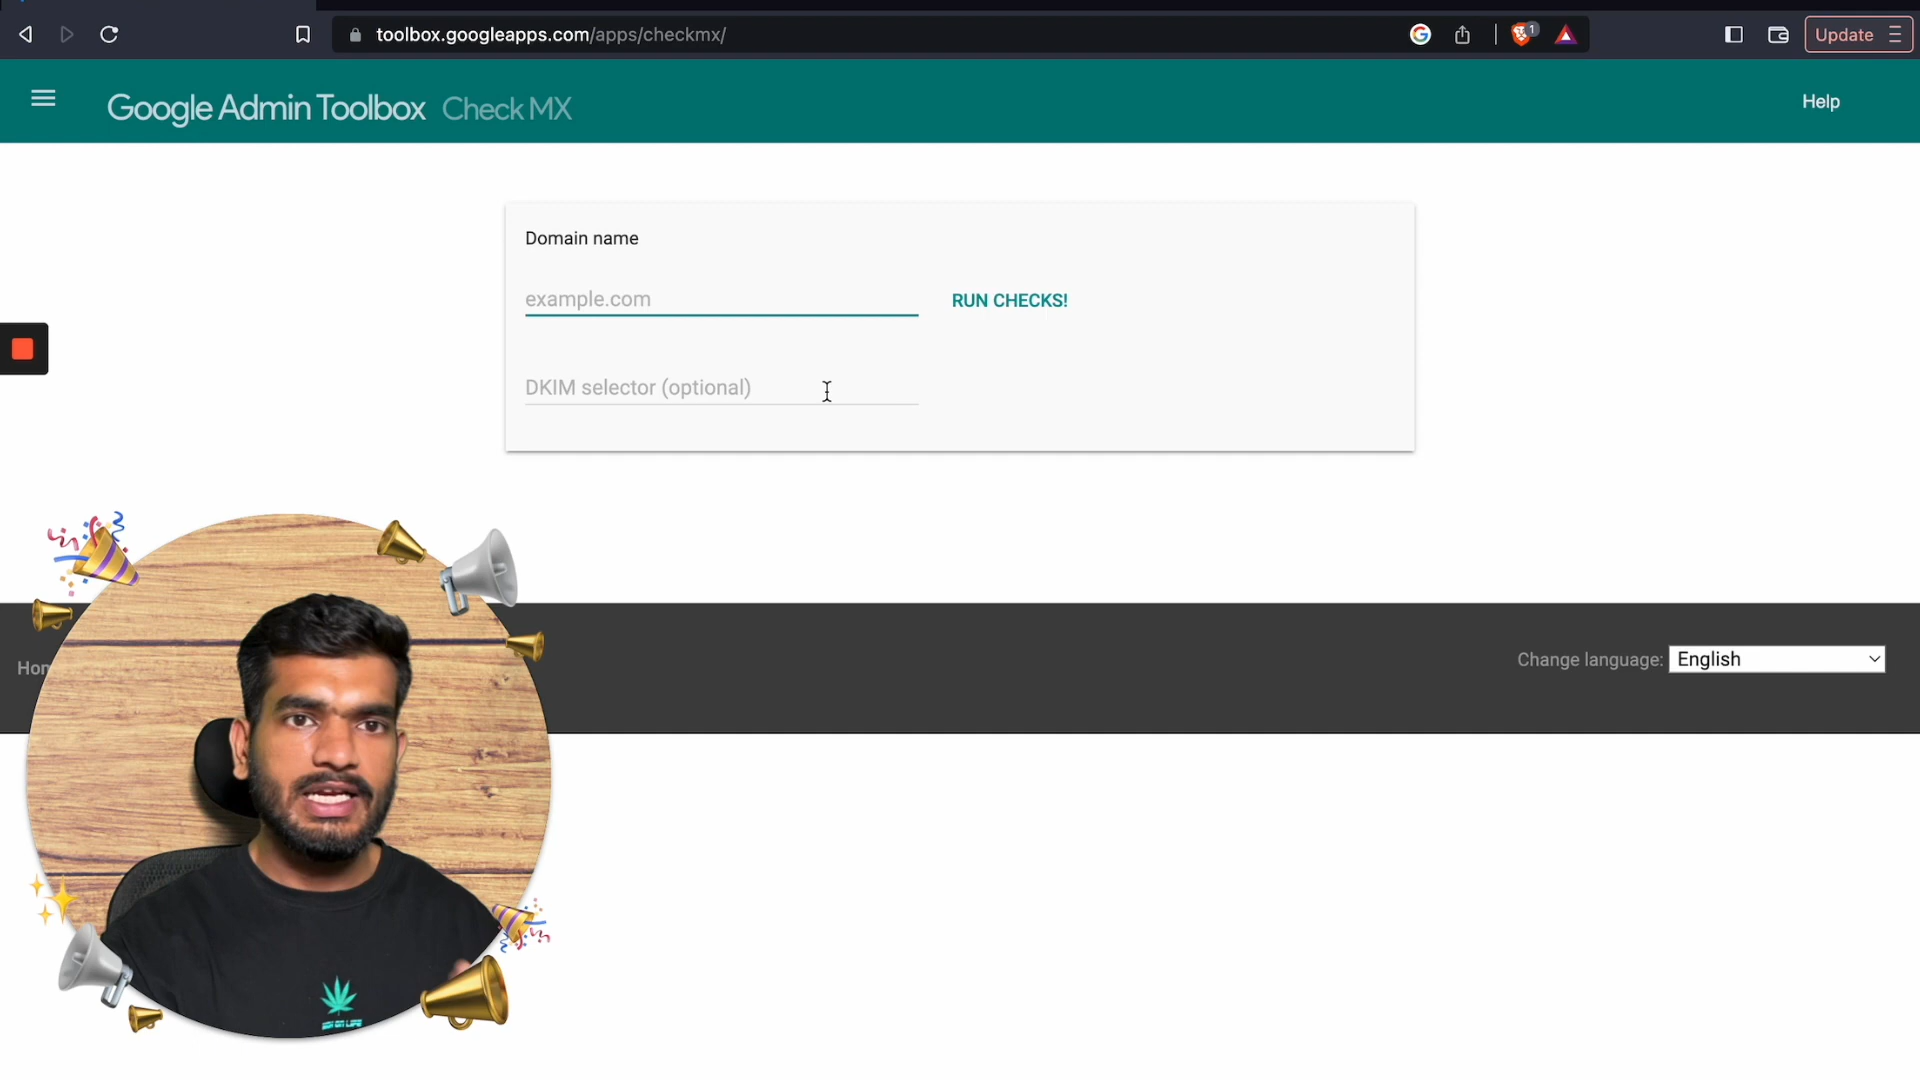 toolbox.googleapps.com/apps/checkmx/
1
Update
Google Admin Toolbox Check MX
Help
Domain name
example.com
RUN CHECKS!
DKIM selector (optional)
Change language: English